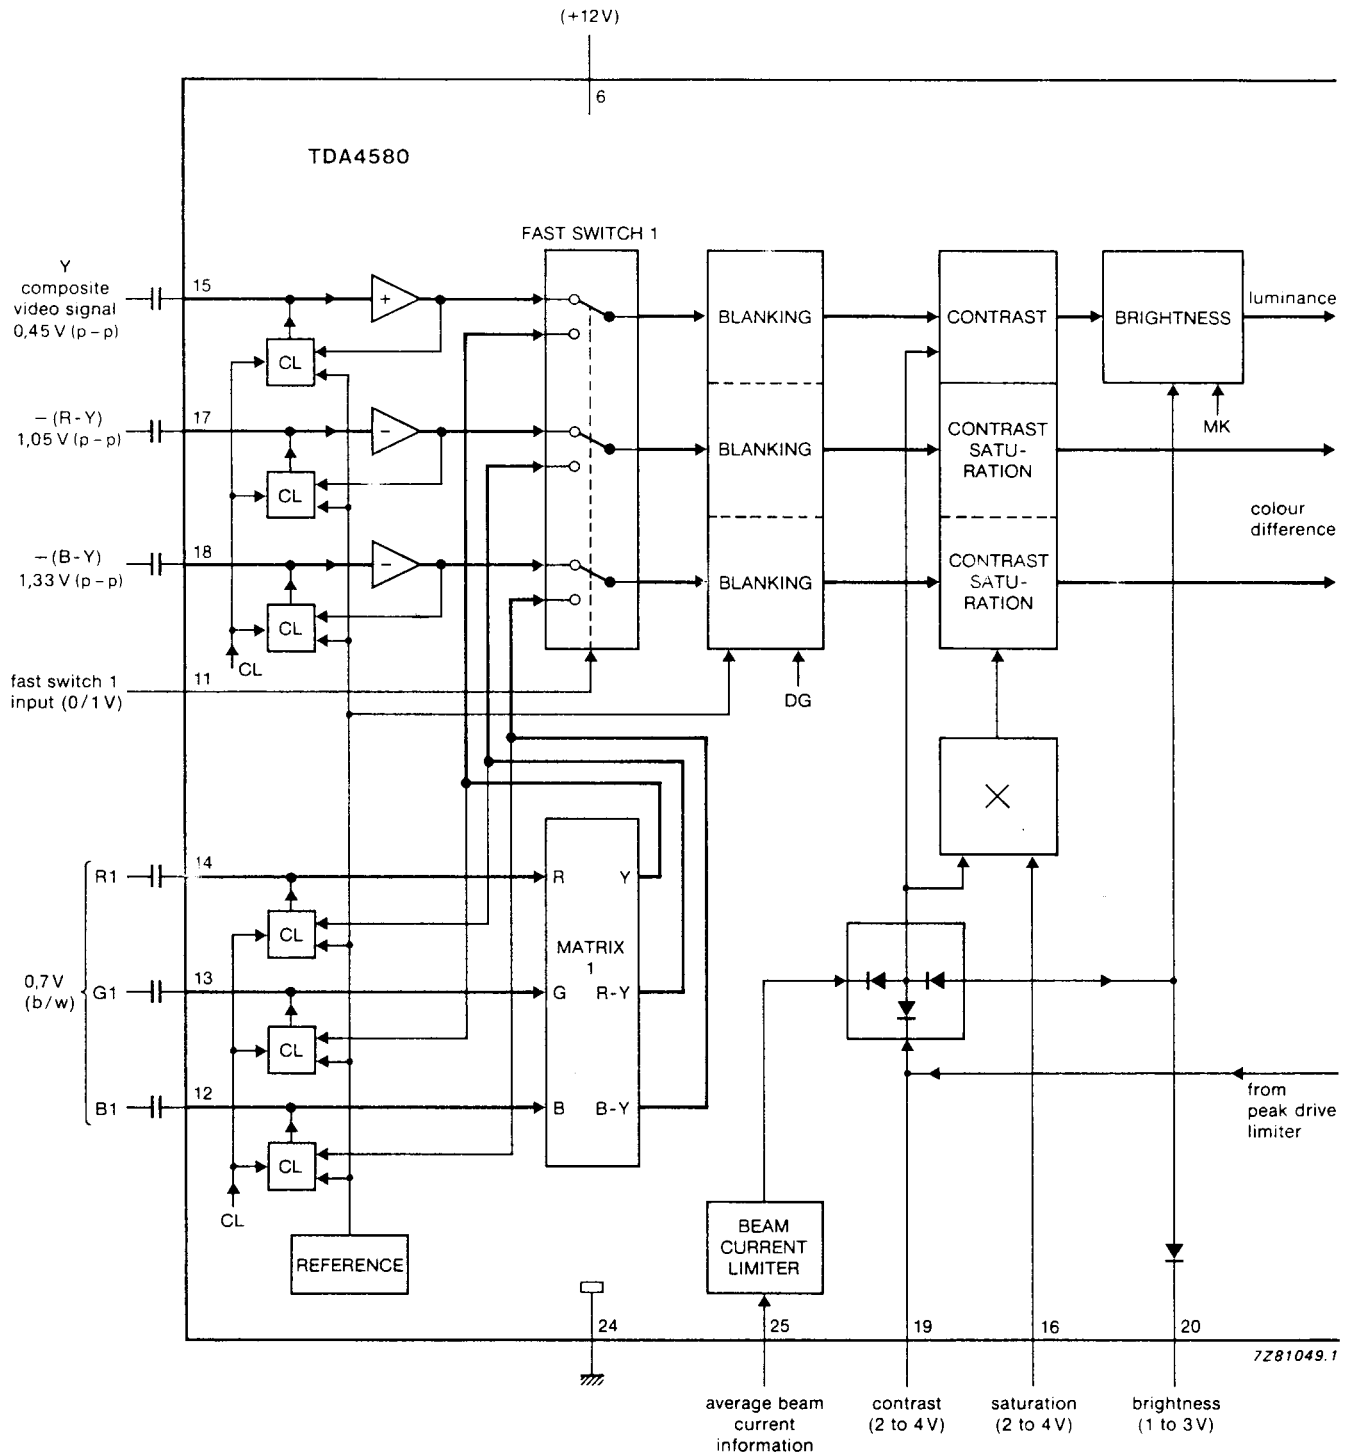 (+12V)
6
TDA4580
FAST SWITCH 1
Y
composite
video signal
0,45 V (p-p)
15
+
CL
BLANKING
CONTRAST
BRIGHTNESS
luminance
MK
-(R-Y)
1,05 V (p-p)
17
-
CL
BLANKING
CONTRAST
SATU-
RATION
colour
difference
-(B-Y)
1,33 V (p-p)
18
-
CL
BLANKING
CONTRAST
SATU-
RATION
CL
fast switch 1
input (0/1 V)
11
DG
×
0,7 V
(b/w)
R1
14
CL
R
Y
MATRIX
1
G1
13
CL
G
R-Y
B1
12
CL
B
B-Y
CL
from
peak drive
limiter
REFERENCE
BEAM
CURRENT
LIMITER
24
25
19
16
20
7Z81049.1
average beam
current
information
contrast
(2 to 4 V)
saturation
(2 to 4 V)
brightness
(1 to 3 V)